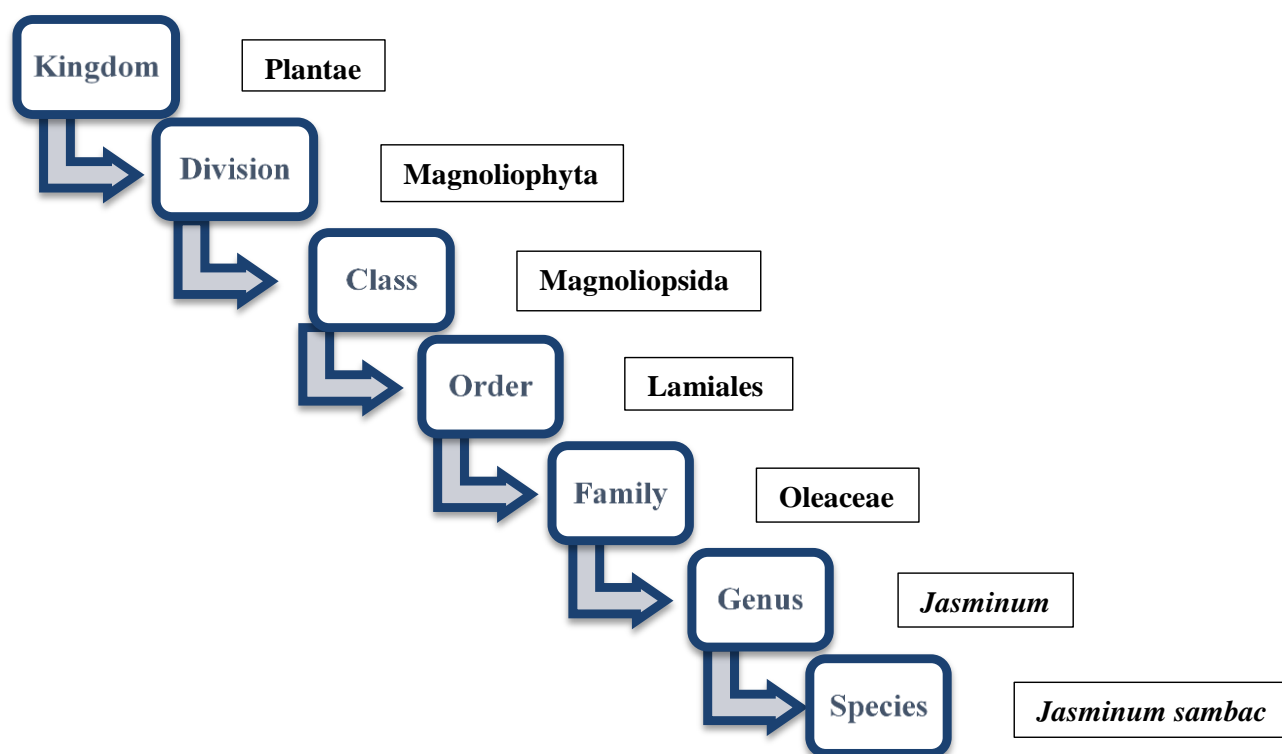 Kingdom
Plantae
Division
Magnoliophyta
Class
Magnoliopsida
Order
Lamiales
Family
Oleaceae
Genus
Jasminum
Species
Jasminum sambac